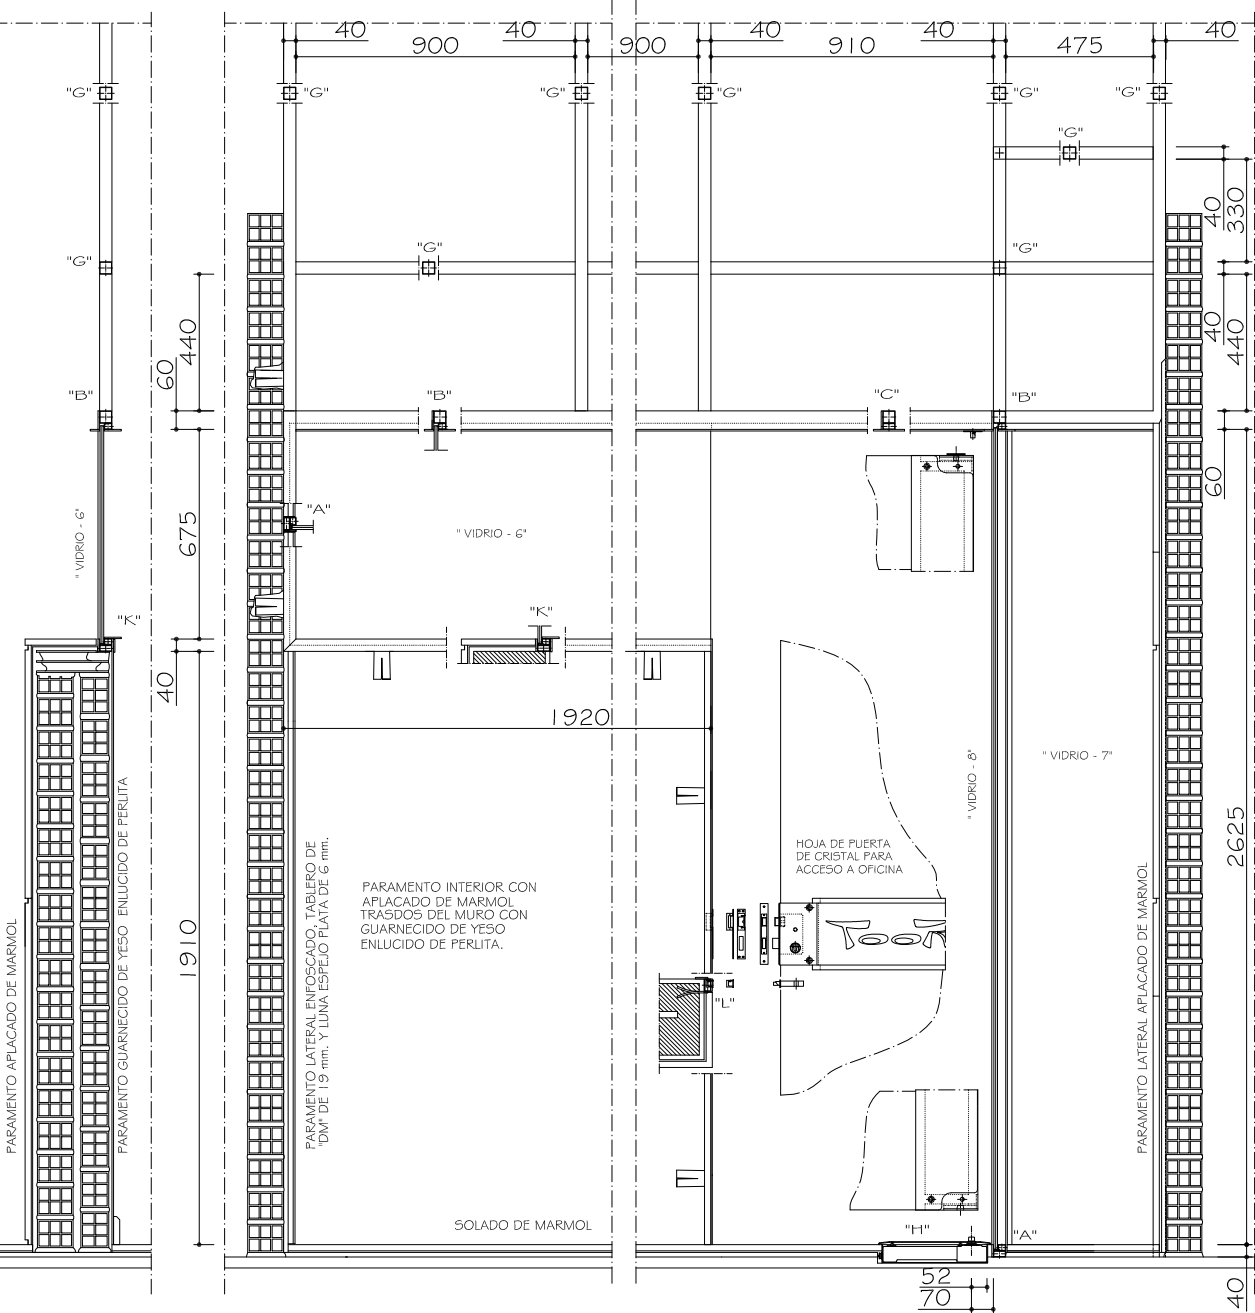 40
900
40
900
40
910
40
475
40
"G"
"G"
"G"
"G"
"G"
"G"
"G"
40
330
"G"
"G"
"G"
440
60
40
440
"B"
"B"
"C"
"B"
60
675
" VIDRIO - 6"
"A"
" VIDRIO - 6"
"K"
"K"
40
1920
" VIDRIO - 8"
" VIDRIO - 7"
2625
HOJA DE PUERTA
DE CRISTAL PARA
ACCESO A OFICINA
PARAMENTO INTERIOR CON
APLACADO DE MARMOL
TRASDOS DEL MURO CON
GUARNECIDO DE YESO
ENLUCIDO DE PERLITA.
PARAMENTO APLACADO DE MARMOL
PARAMENTO GUARNECIDO DE YESO ENLUCIDO DE PERLITA
1910
PARAMENTO LATERAL ENFOSCADO, TABLERO DE
"DM" DE 19 mm. Y LUNA ESPEJO PLATA DE 6 mm.
PARAMENTO LATERAL APLACADO DE MARMOL
"L"
SOLADO DE MARMOL
"H"
"A"
52
70
40